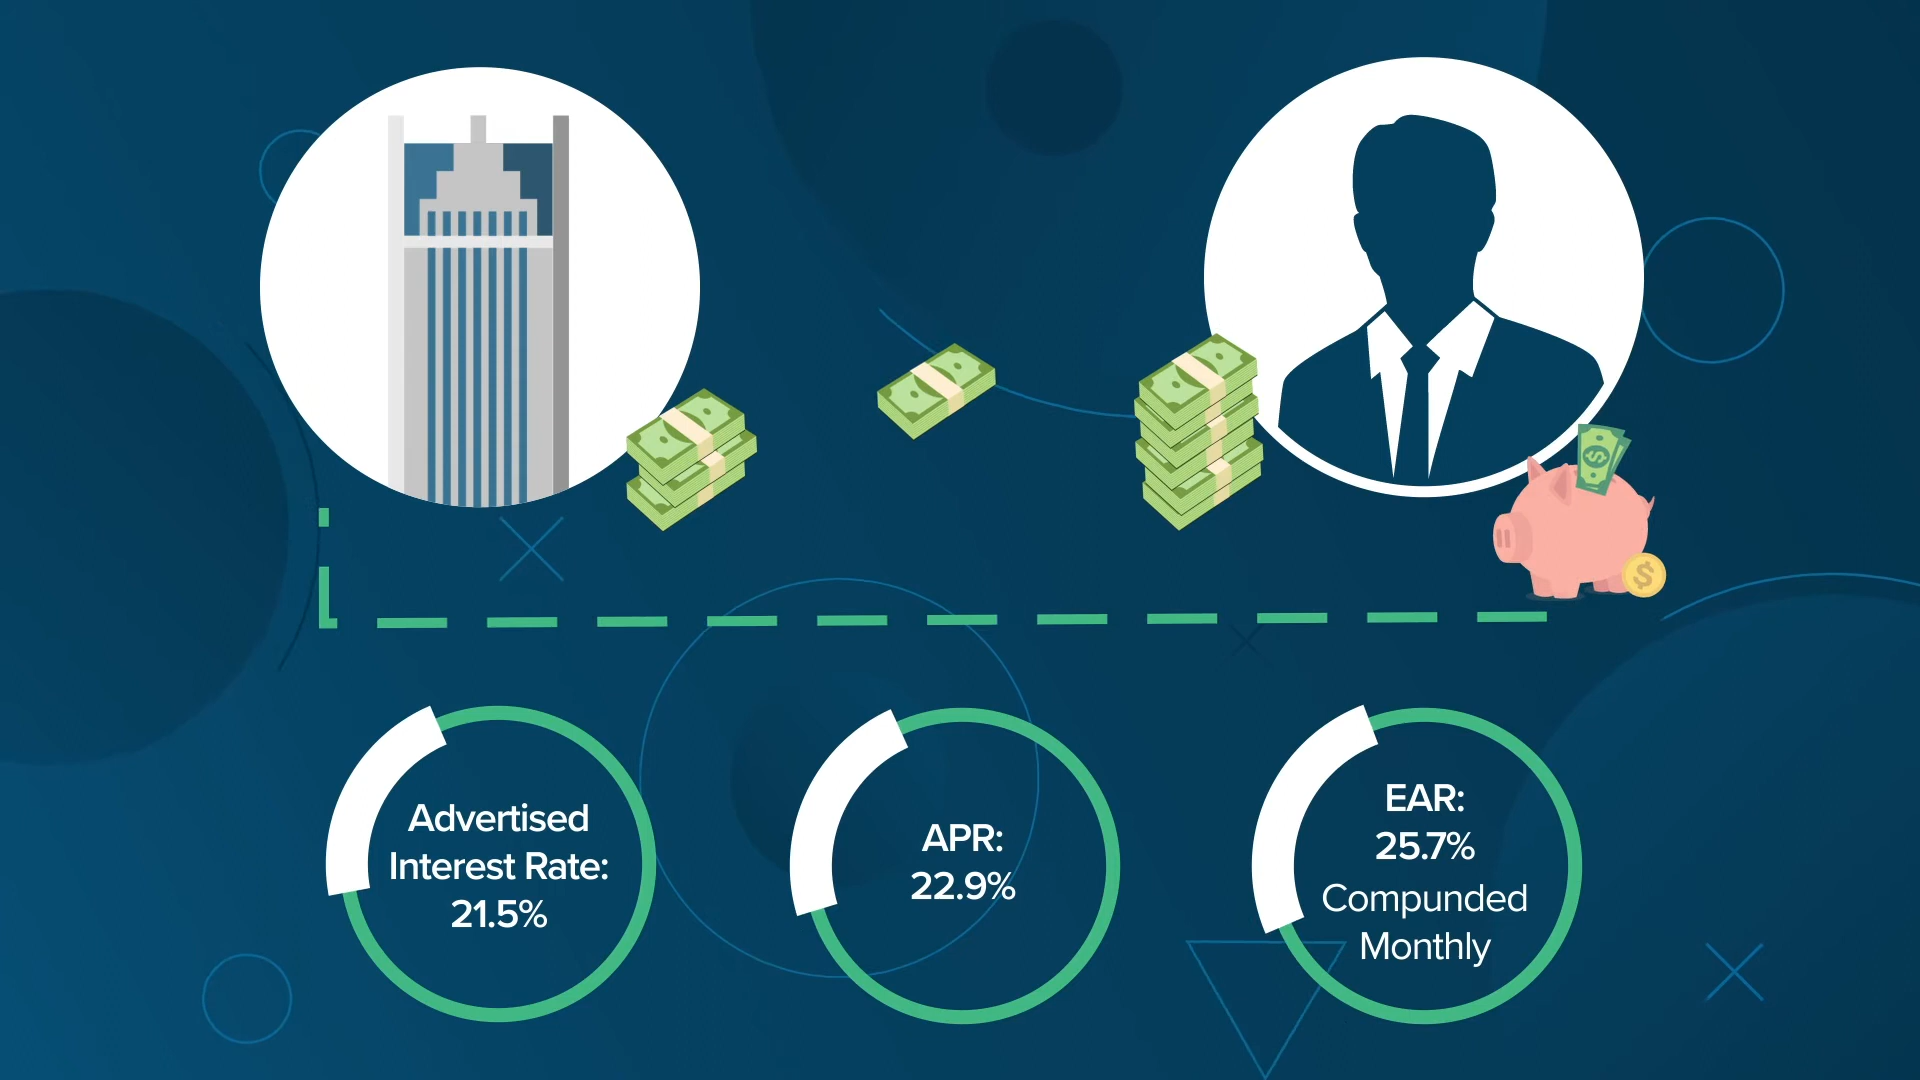 Advertised
Interest Rate:
21.5%
APR:
22.9%
EAR:
25.7%
Compunded
Monthly